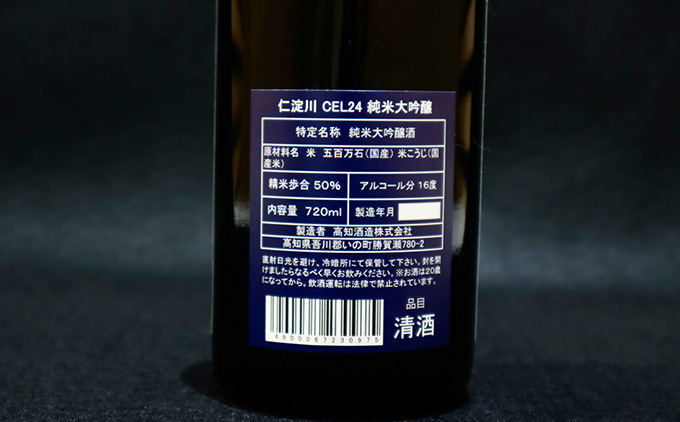 仁淀川 CEL24 純米大吟醸
特定名称 純米大吟醸酒
原材料名 米 五百万石(国産) 米こうじ(国
産米)
精米歩合 50% アルコール分 16度
内容量 720ml 製造年月
製造者 高知酒造株式会社
高知県吾川郡いの町勝賀瀬780-2
直射日光を避け、冷暗所にて保管して下さい。封を開
けましたらなるべく早くお飲みください。※お酒は20歳
になってから。飲酒運転は法律で禁止されています。
品目
清酒
4900067230975